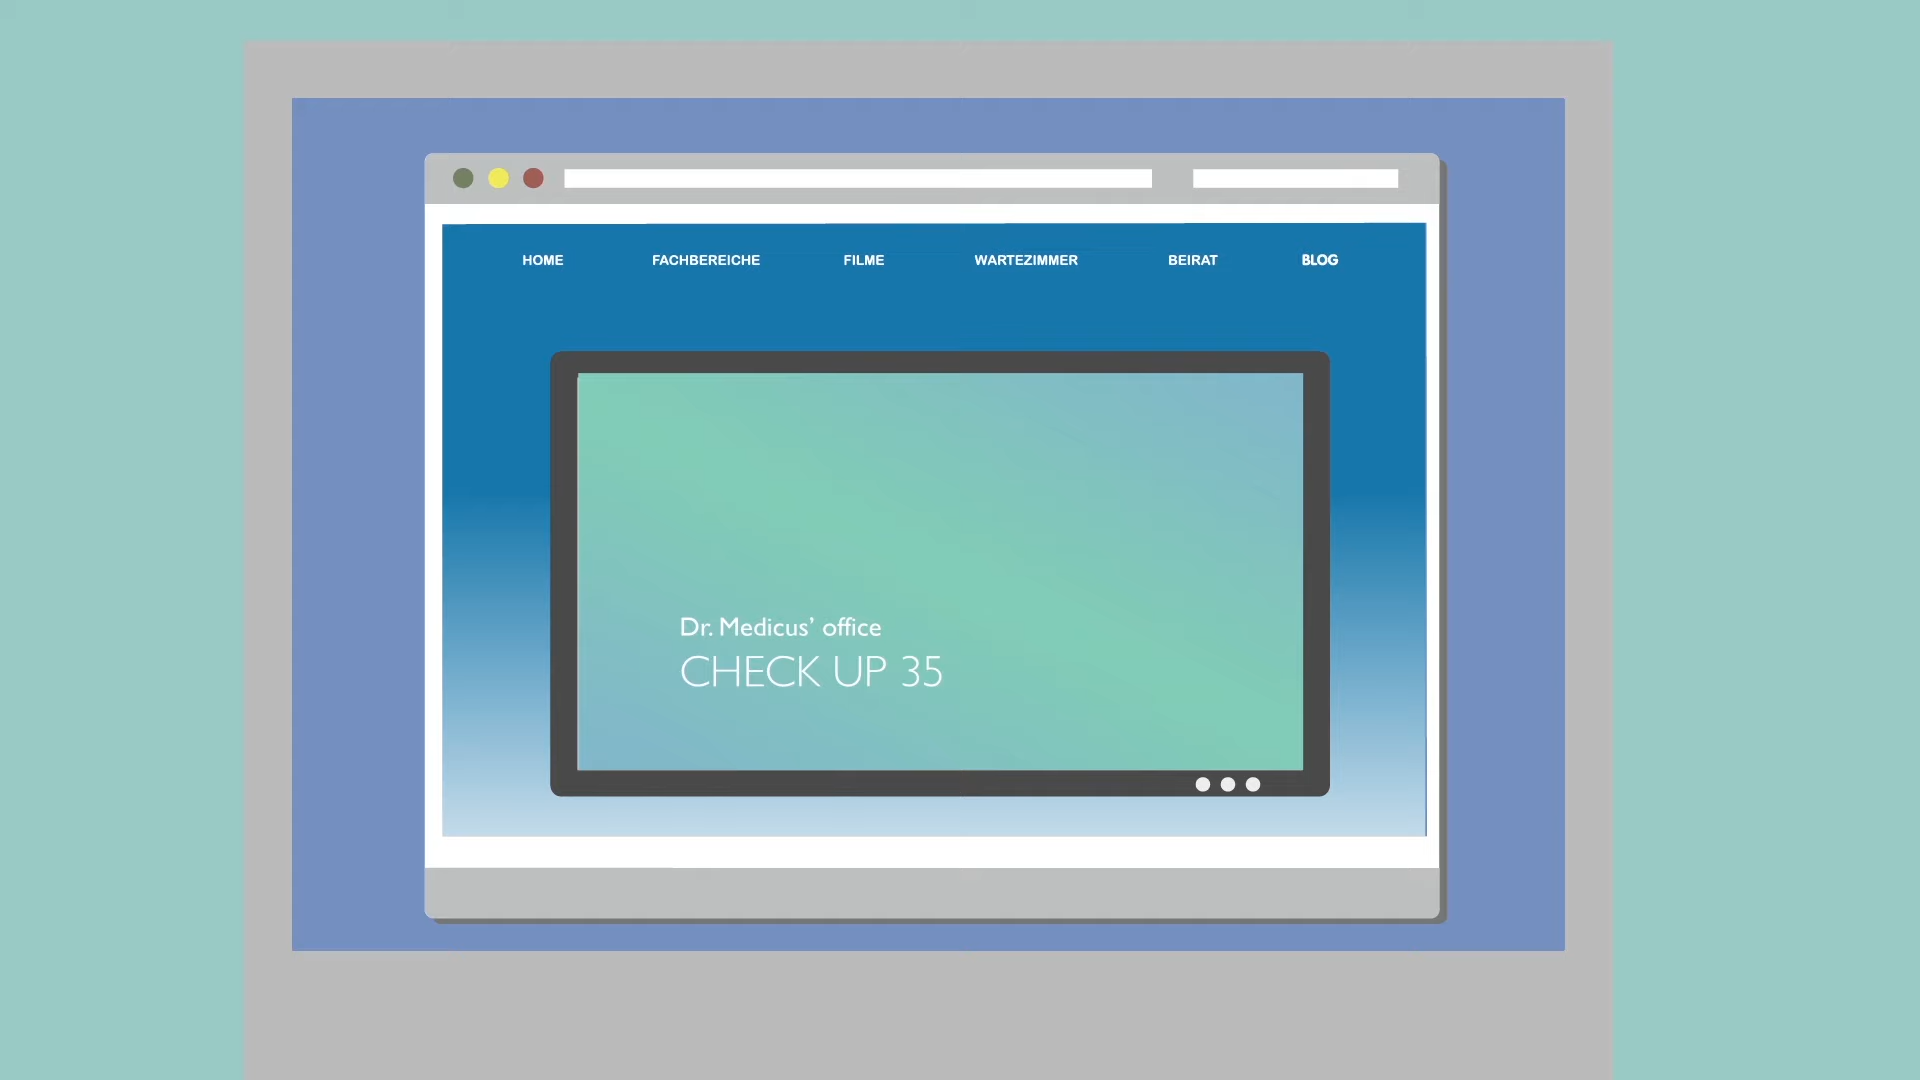 HOME FACHBEREICHE FILME WARTEZIMMER BEIRAT BLOG
Dr. Medicus’ office
CHECK UP 35